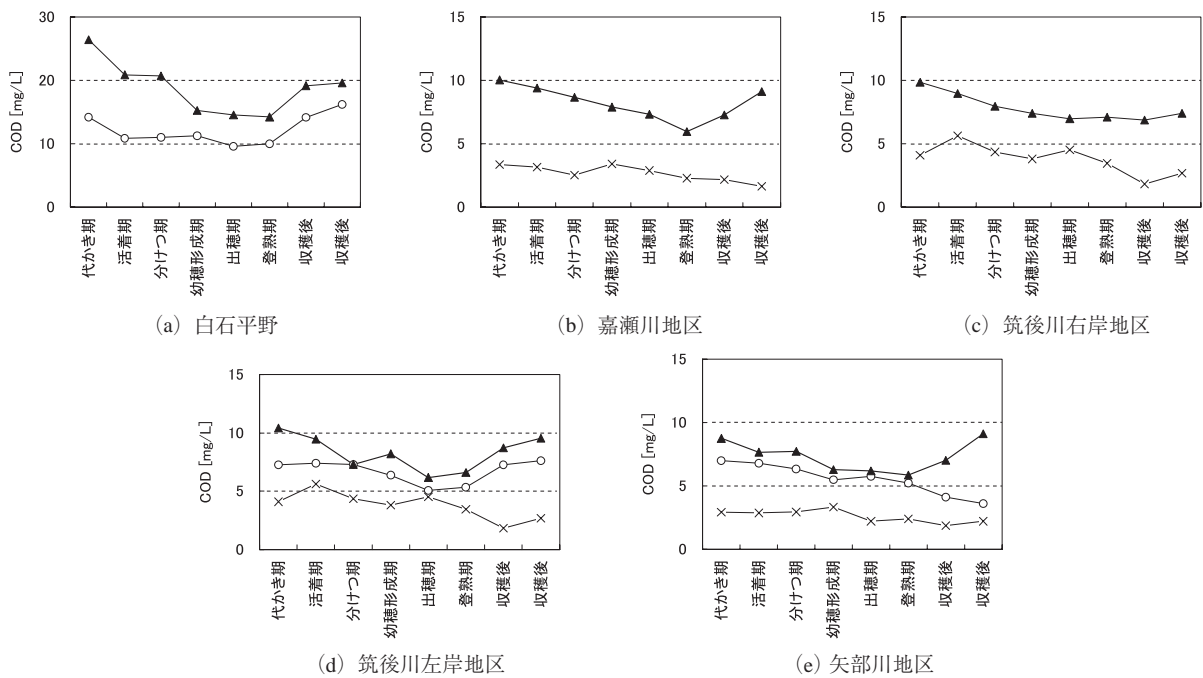 30
20
10
0
COD [mg/L]
代かき期
活着期
分けつ期
幼穂形成期
出穂期
登熟期
収穫後
収穫後
(a) 白石平野
15
10
5
0
COD [mg/L]
代かき期
活着期
分けつ期
幼穂形成期
出穂期
登熟期
収穫後
収穫後
(b) 嘉瀬川地区
15
10
5
0
COD [mg/L]
代かき期
活着期
分けつ期
幼穂形成期
出穂期
登熟期
収穫後
収穫後
(c) 筑後川右岸地区
15
10
5
0
COD [mg/L]
代かき期
活着期
分けつ期
幼穂形成期
出穂期
登熟期
収穫後
収穫後
(d) 筑後川左岸地区
15
10
5
0
COD [mg/L]
代かき期
活着期
分けつ期
幼穂形成期
出穂期
登熟期
収穫後
収穫後
(e) 矢部川地区